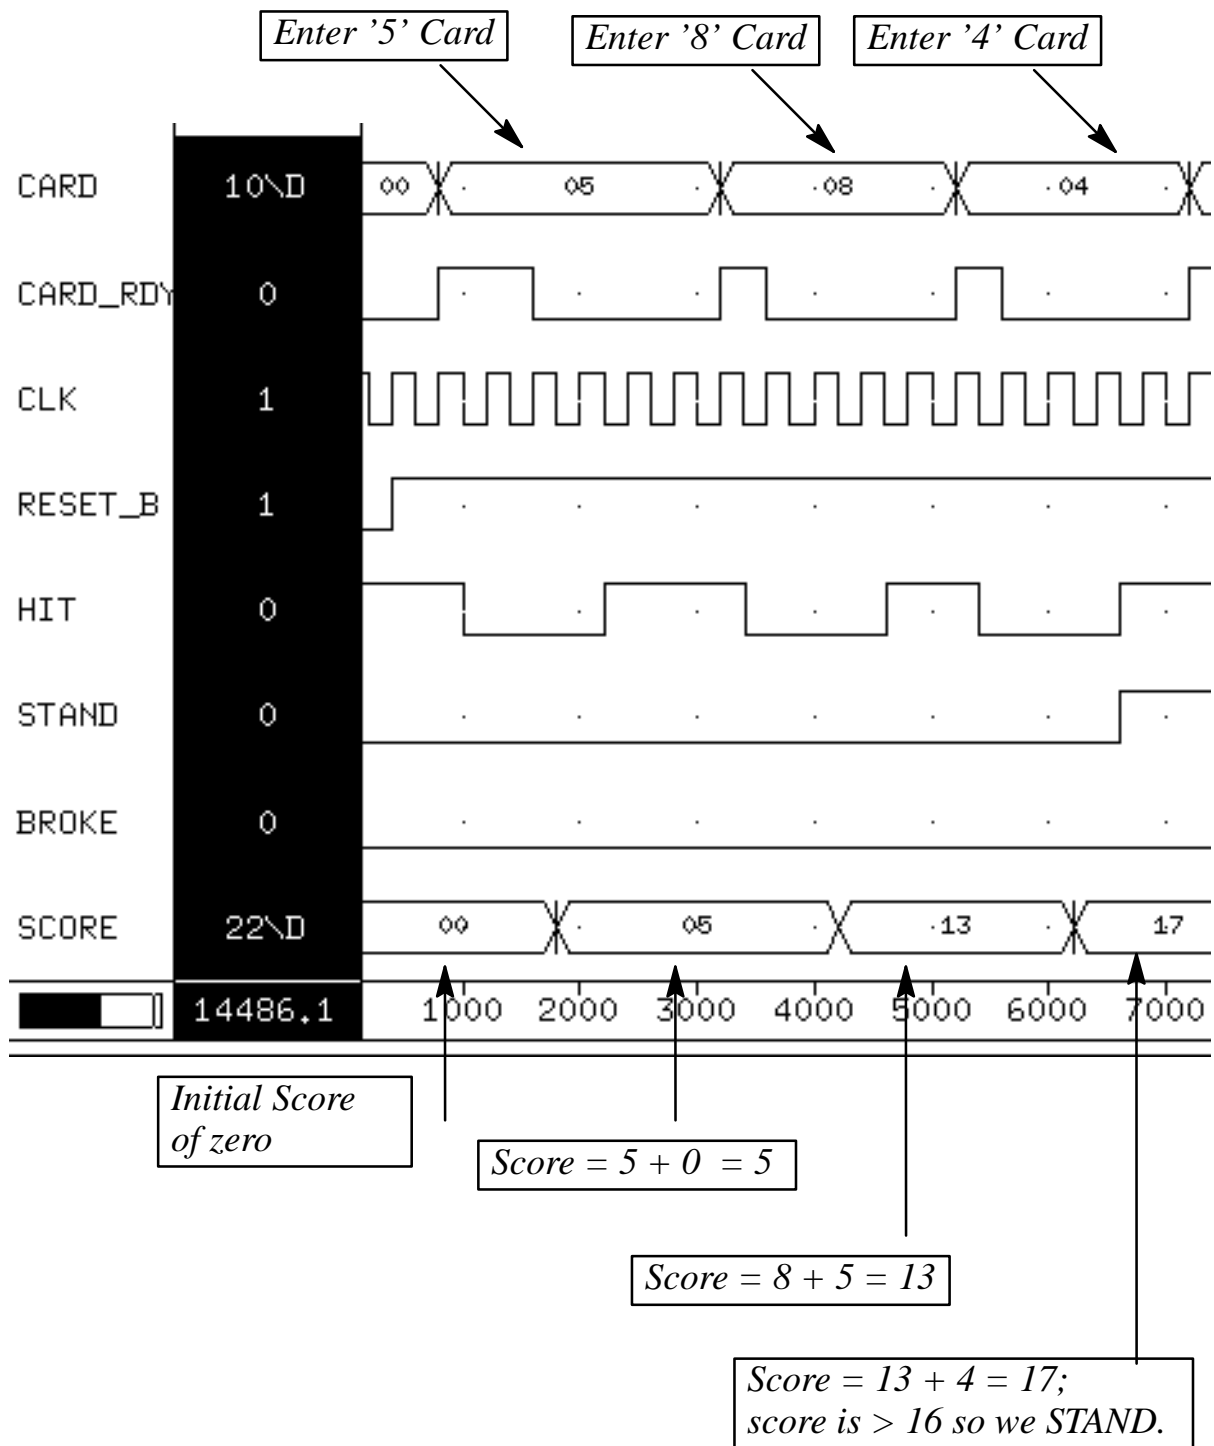 Enter '5' Card Enter '8' Card Enter '4' Card
CARD 10\D 00 05 08 04
CARD_RDY 0
CLK 1
RESET_B 1
HIT 0
STAND 0
BROKE 0
SCORE 22\D 00 05 13 17
14486.1 1000 2000 3000 4000 5000 6000 7000
Initial Score
of zero
Score = 5 + 0 = 5
Score = 8 + 5 = 13
Score = 13 + 4 = 17;
score is > 16 so we STAND.